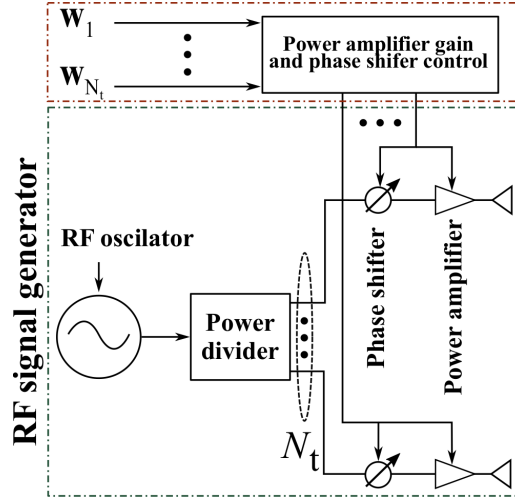 w1
wNt
Power amplifier gain
and phase shifer control
RF signal generator
RF oscilator
Power
divider
Nt
Phase shifter
Power amplifier